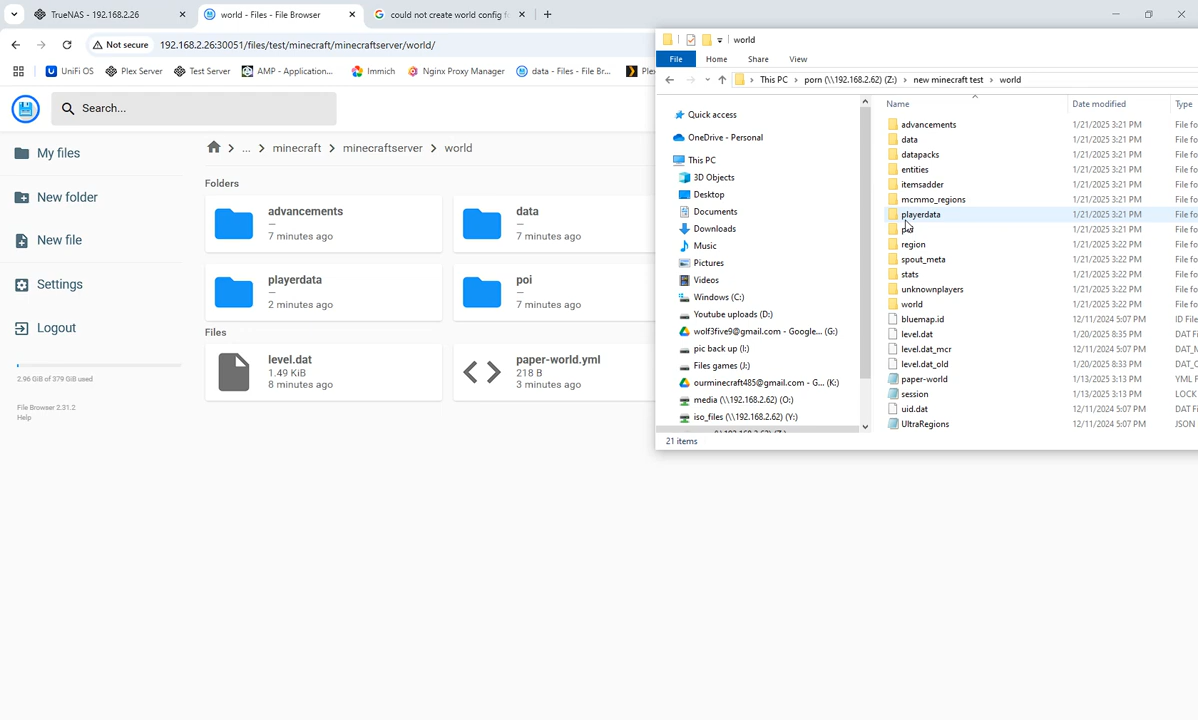 TrueNAS - 192.168.2.26
world - Files - File Browser
could not create world config f
Not secure 192.168.2.26:30051/files/test/minecraft/minecraftserver/world/
UniFi OS Plex Server Test Server AMP - Application... Immich Nginx Proxy Manager data - Files - File Br... Plex
Search...
My files
New folder
New file
Settings
Logout
2.96 GiB of 379 GiB used
File Browser 2.31.2
Help
... minecraft minecraftserver world
Folders
advancements
—
7 minutes ago
data
—
7 minutes ago
playerdata
—
2 minutes ago
poi
—
7 minutes ago
Files
level.dat
1.49 KiB
8 minutes ago
paper-world.yml
218 B
3 minutes ago
world
File Home Share View
This PC porn (\\192.168.2.62) (Z:) new minecraft test world
Quick access
OneDrive - Personal
This PC
3D Objects
Desktop
Documents
Downloads
Music
Pictures
Videos
Windows (C:)
Youtube uploads (D:)
wolf3five9@gmail.com - Google... (G:)
pic back up (I:)
Files games (J:)
ourminecraft485@gmail.com - G... (K:)
media (\\192.168.2.62) (O:)
iso_files (\\192.168.2.62) (Y:)
Name Date modified Type
advancements 1/21/2025 3:21 PM File fo
data 1/21/2025 3:21 PM File fo
datapacks 1/21/2025 3:21 PM File fo
entities 1/21/2025 3:21 PM File fo
itemsadder 1/21/2025 3:21 PM File fo
mcmmo_regions 1/21/2025 3:21 PM File fo
playerdata 1/21/2025 3:21 PM File fo
1/21/2025 3:21 PM File fo
region 1/21/2025 3:22 PM File fo
spout_meta 1/21/2025 3:22 PM File fo
stats 1/21/2025 3:22 PM File fo
unknownplayers 1/21/2025 3:22 PM File fo
world 1/21/2025 3:22 PM File fo
bluemap.id 12/11/2024 5:07 PM ID File
level.dat 1/20/2025 8:35 PM DAT Fi
level.dat_mcr 12/11/2024 5:07 PM DAT_M
level.dat_old 1/20/2025 8:33 PM DAT_O
paper-world 1/13/2025 3:13 PM YML F
session 1/13/2025 3:13 PM LOCK
uid.dat 12/11/2024 5:07 PM DAT Fi
UltraRegions 12/11/2024 5:07 PM JSON
21 items